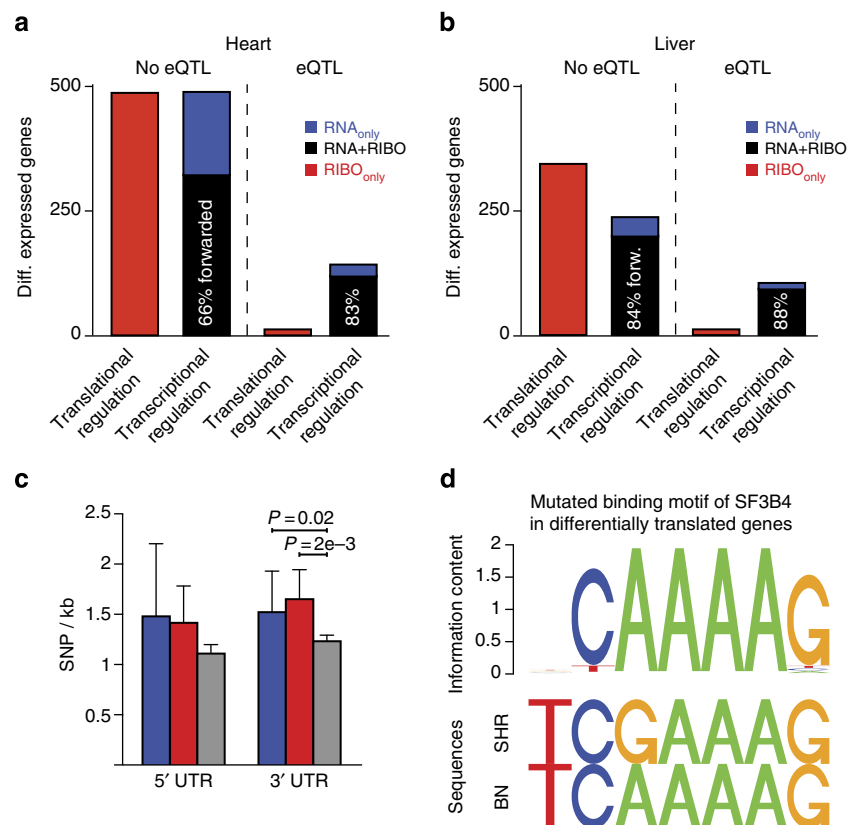 a
Heart
No eQTL
eQTL
Diff. expressed genes
500
250
0
RNAonly
RNA+RIBO
RIBOonly
66% forwarded
83%
Translational regulation
Transcriptional regulation
Translational regulation
Transcriptional regulation
b
Liver
No eQTL
eQTL
Diff. expressed genes
500
250
0
RNAonly
RNA+RIBO
RIBOonly
84% forw.
88%
Translational regulation
Transcriptional regulation
Translational regulation
Transcriptional regulation
c
SNP / kb
2.5
2
1.5
1
0.5
P = 0.02
P = 2e–3
5′ UTR
3′ UTR
d
Mutated binding motif of SF3B4
in differentially translated genes
Information content
2
1.5
1
0.5
0
CAAAAG
Sequences
SHR
TCGAAAG
BN
TCAAAAG